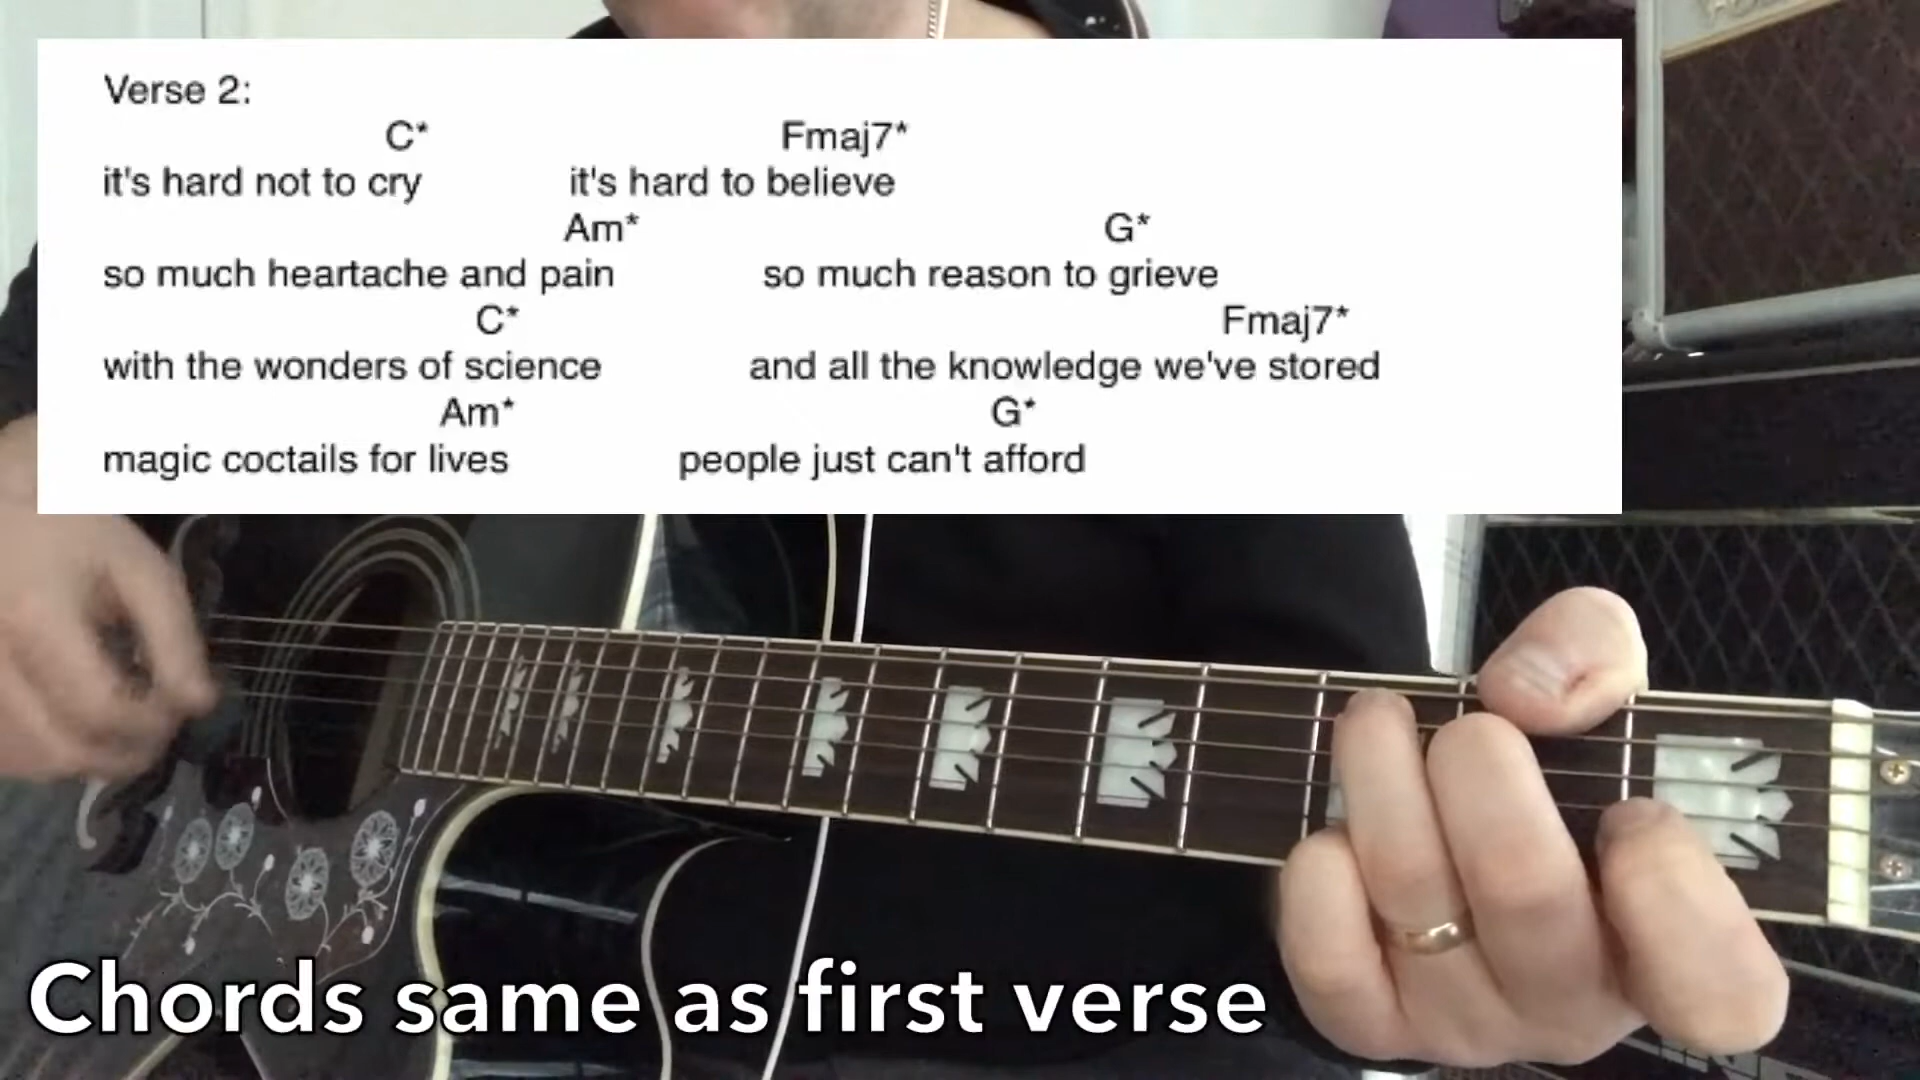 Verse 2:
C* Fmaj7*
it's hard not to cry it's hard to believe
Am* G*
so much heartache and pain so much reason to grieve
C* Fmaj7*
with the wonders of science and all the knowledge we've stored
Am* G*
magic coctails for lives people just can't afford
Chords same as first verse